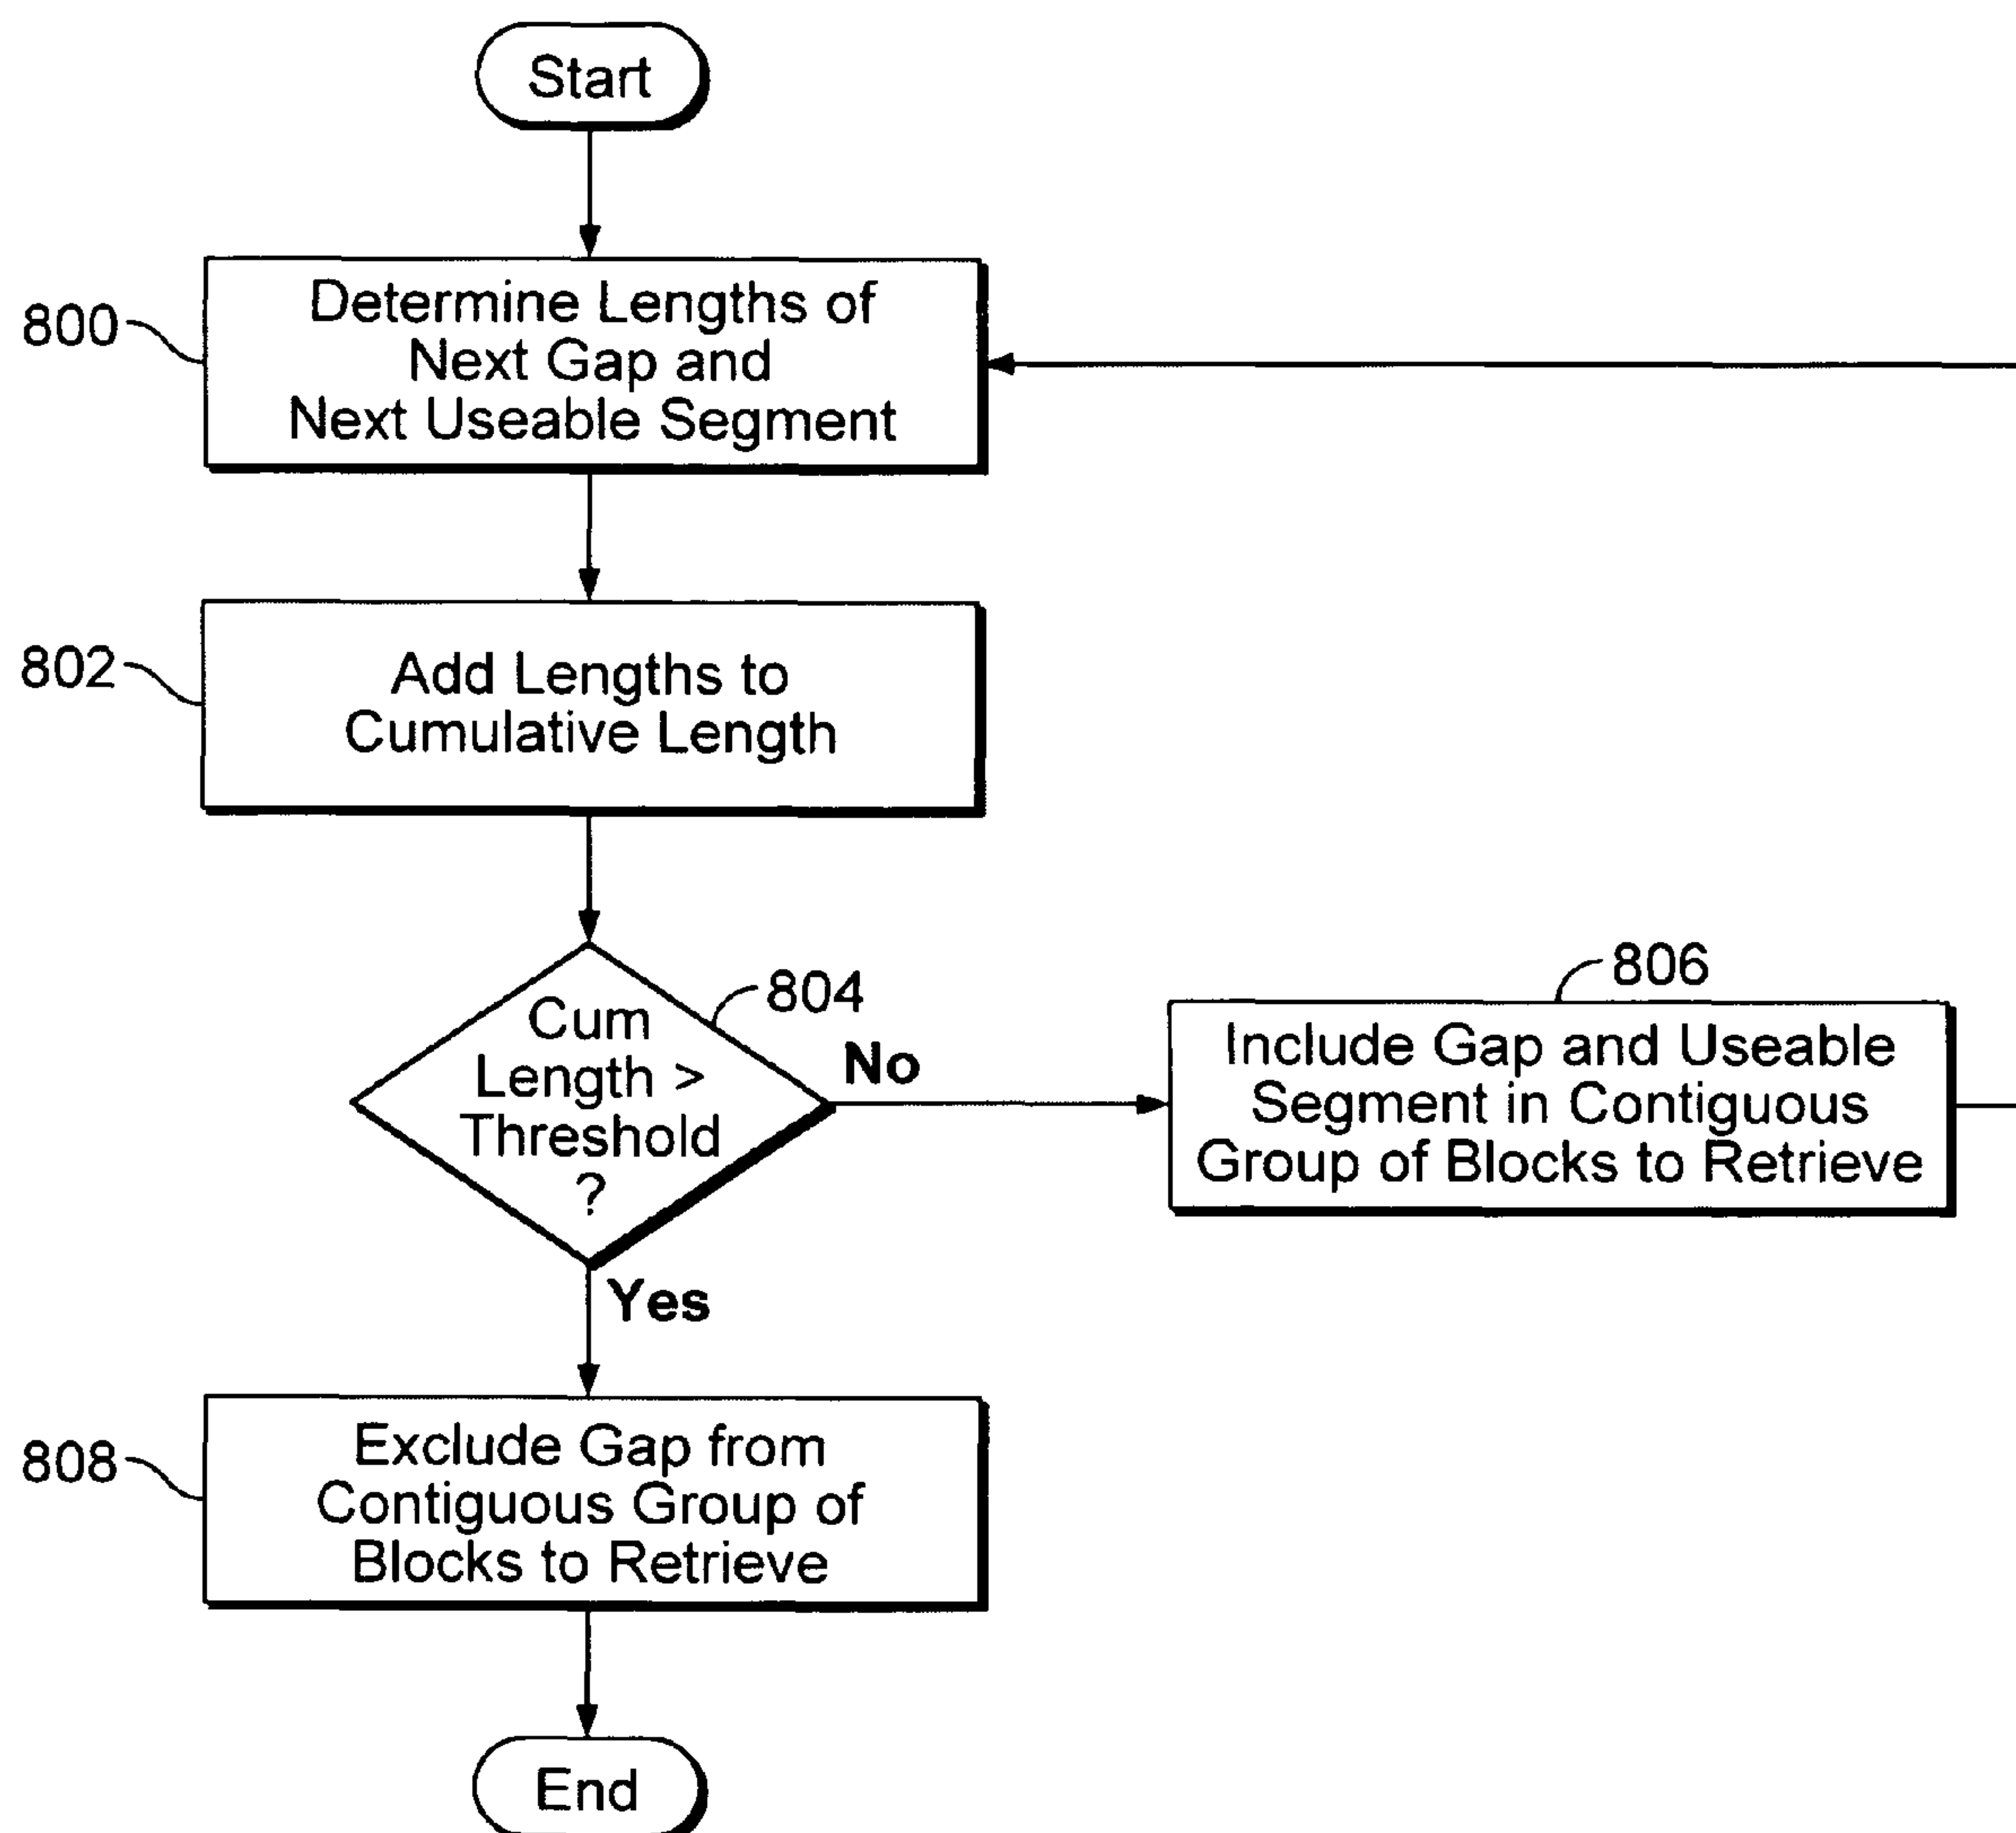 Start
800
Determine Lengths of
Next Gap and
Next Useable Segment
802
Add Lengths to
Cumulative Length
804
Cum
Length >
Threshold
?
No
806
Include Gap and Useable
Segment in Contiguous
Group of Blocks to Retrieve
Yes
808
Exclude Gap from
Contiguous Group of
Blocks to Retrieve
End